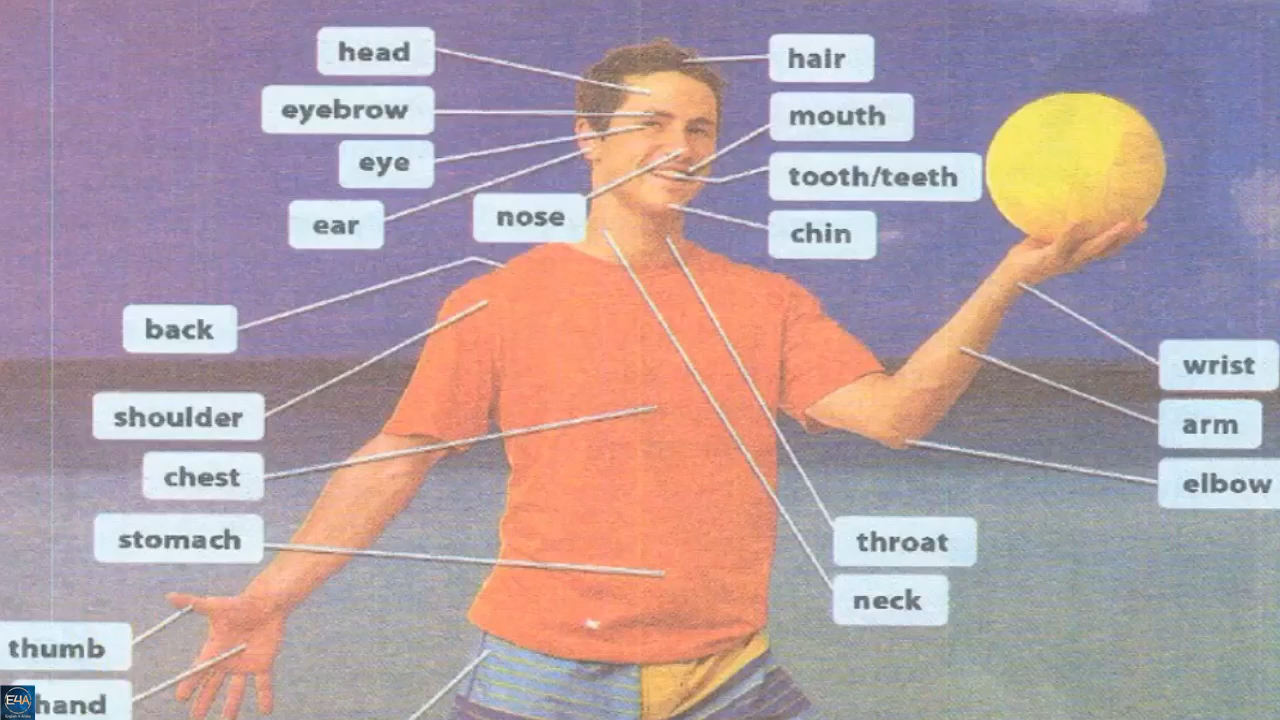 head
eyebrow
eye
ear
nose
hair
mouth
tooth/teeth
chin
back
shoulder
chest
stomach
thumb
hand
wrist
arm
elbow
throat
neck
E4A